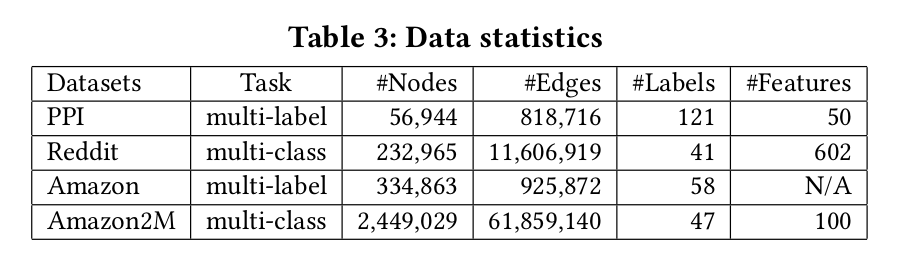 Table 3: Data statistics
Datasets Task #Nodes #Edges #Labels #Features
PPI multi-label 56,944 818,716 121 50
Reddit multi-class 232,965 11,606,919 41 602
Amazon multi-label 334,863 925,872 58 N/A
Amazon2M multi-class 2,449,029 61,859,140 47 100